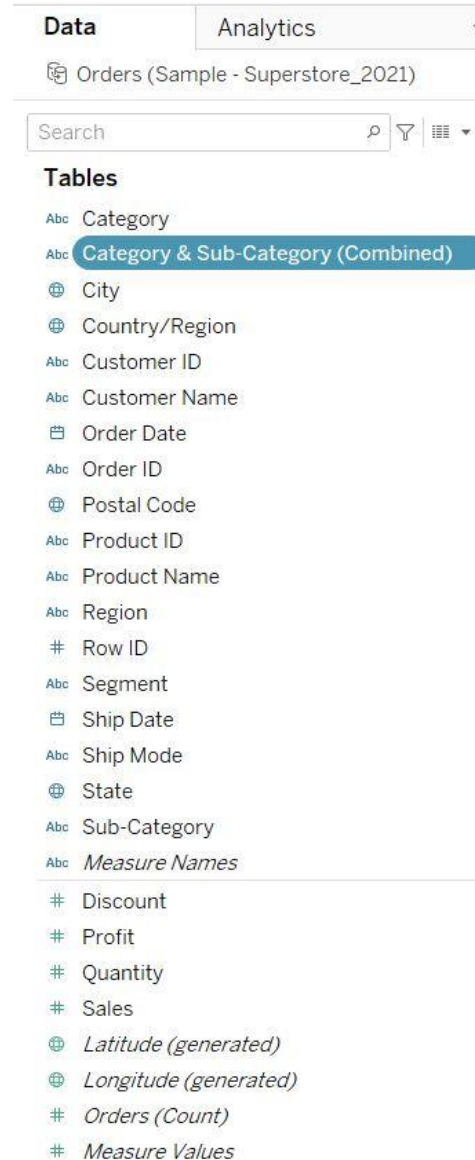 Data Analytics
Orders (Sample - Superstore_2021)
Search
Tables
Abc Category
Abc Category & Sub-Category (Combined)
City
Country/Region
Abc Customer ID
Abc Customer Name
Order Date
Abc Order ID
Postal Code
Abc Product ID
Abc Product Name
Abc Region
# Row ID
Abc Segment
Ship Date
Abc Ship Mode
State
Abc Sub-Category
Abc Measure Names
# Discount
# Profit
# Quantity
# Sales
Latitude (generated)
Longitude (generated)
# Orders (Count)
# Measure Values